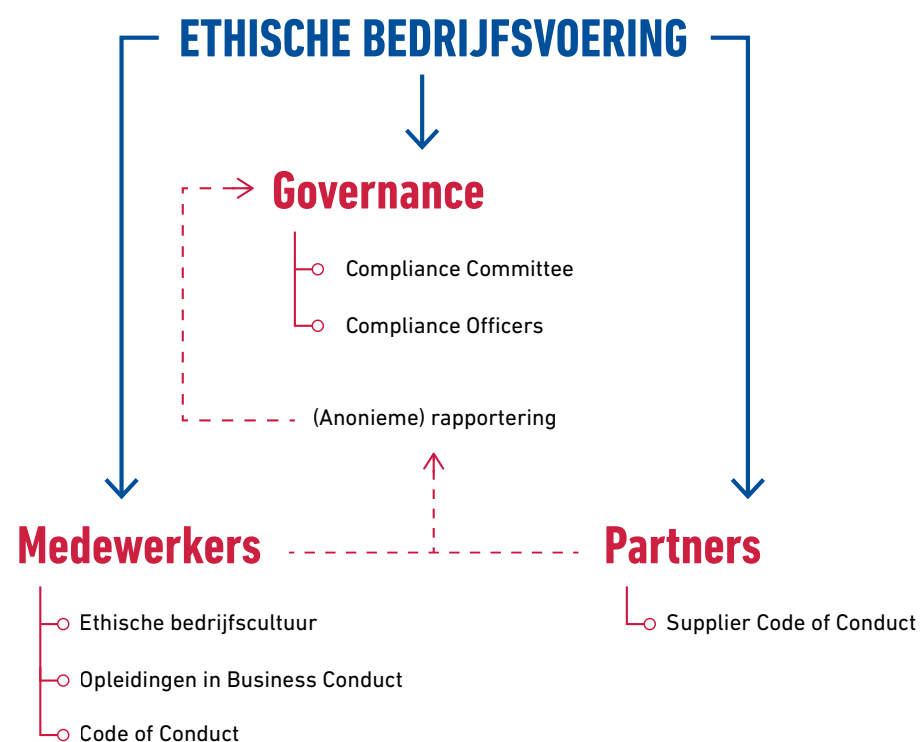 ETHISCHE BEDRIJFSVOERING
Governance
Compliance Committee
Compliance Officers
(Anonieme) rapportering
Medewerkers
Ethische bedrijfscultuur
Opleidingen in Business Conduct
Code of Conduct
Partners
Supplier Code of Conduct